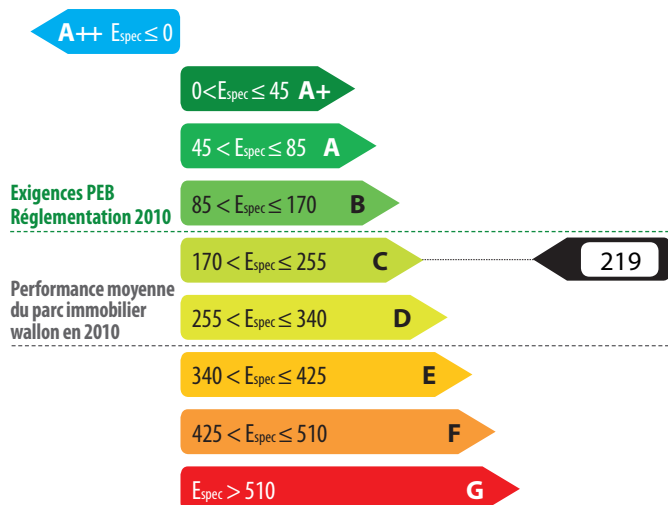 A++ Espec ≤ 0
0<Espec ≤ 45 A+
45 < Espec ≤ 85 A
Exigences PEB
Réglementation 2010
85 < Espec ≤ 170 B
170 < Espec ≤ 255 C
219
Performance moyenne
du parc immobilier
wallon en 2010
255 < Espec ≤ 340 D
340 < Espec ≤ 425 E
425 < Espec ≤ 510 F
Espec > 510 G